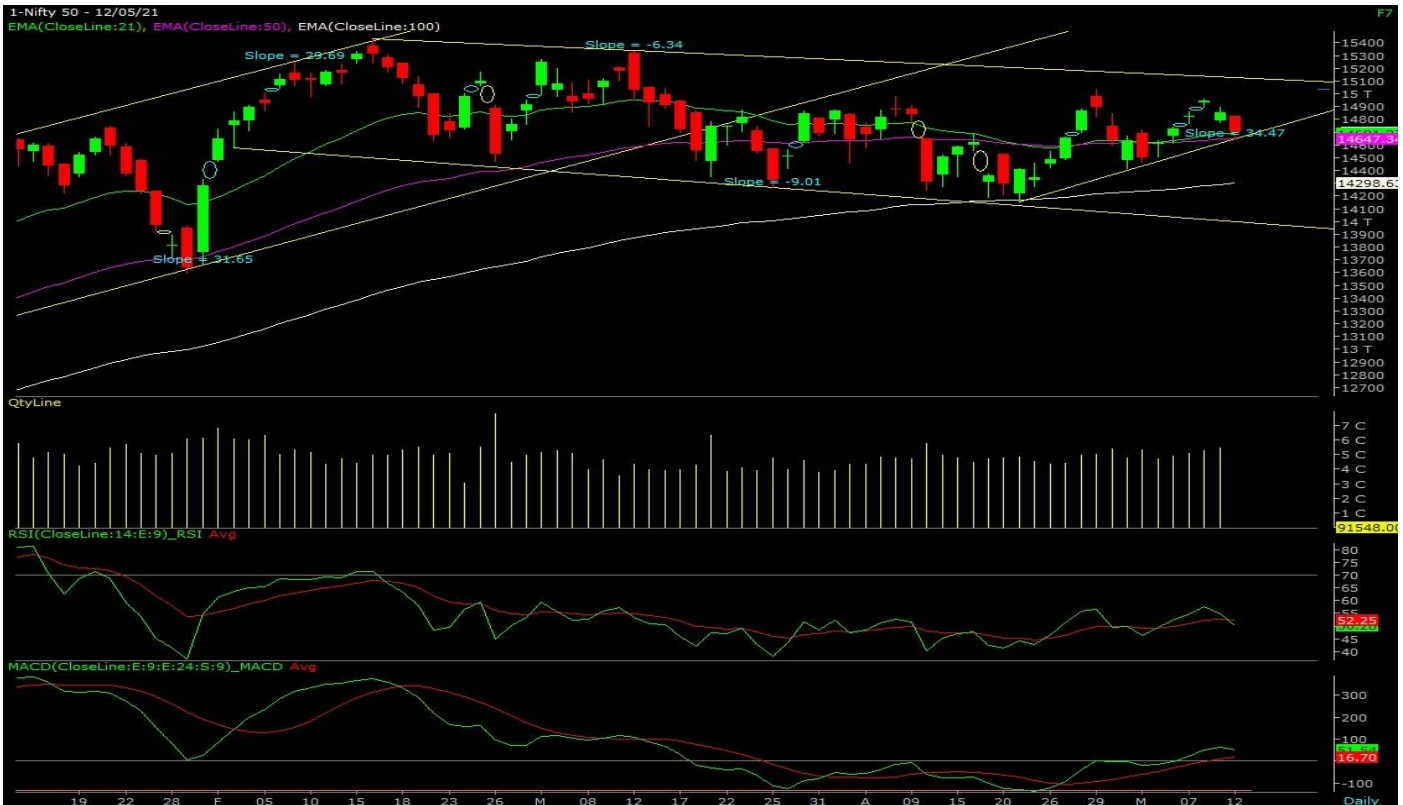 1-Nifty 50 - 12/05/21 F7
EMA(CloseLine:21), EMA(CloseLine:50), EMA(CloseLine:100)
Slope = 29.69
Slope = -6.34
Slope = 34.47
Slope = -9.01
Slope = 31.65
15400
15300
15200
15100
15 T
14900
14800
14647.34
14600
14500
14400
14298.63
14200
14100
14 T
13900
13800
13700
13600
13500
13400
13300
13200
13100
13 T
12900
12800
12700
QtyLine
7 C
6 C
5 C
4 C
3 C
2 C
1 C
91548.00
RSI(CloseLine:14:E:9)_RSI Avg
80
75
70
65
60
55
52.25
45
40
MACD(CloseLine:E:9:E:24:S:9)_MACD Avg
300
200
100
51.54
16.70
-100
19 22 28 F 05 10 15 18 23 26 M 08 12 17 22 25 31 A 09 15 20 26 29 M 07 12 Daily